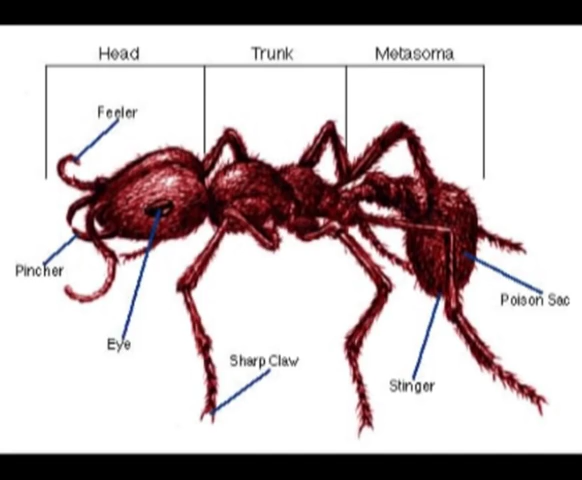 Head
Trunk
Metasoma
Feeler
Pincher
Eye
Sharp Claw
Stinger
Poison Sac